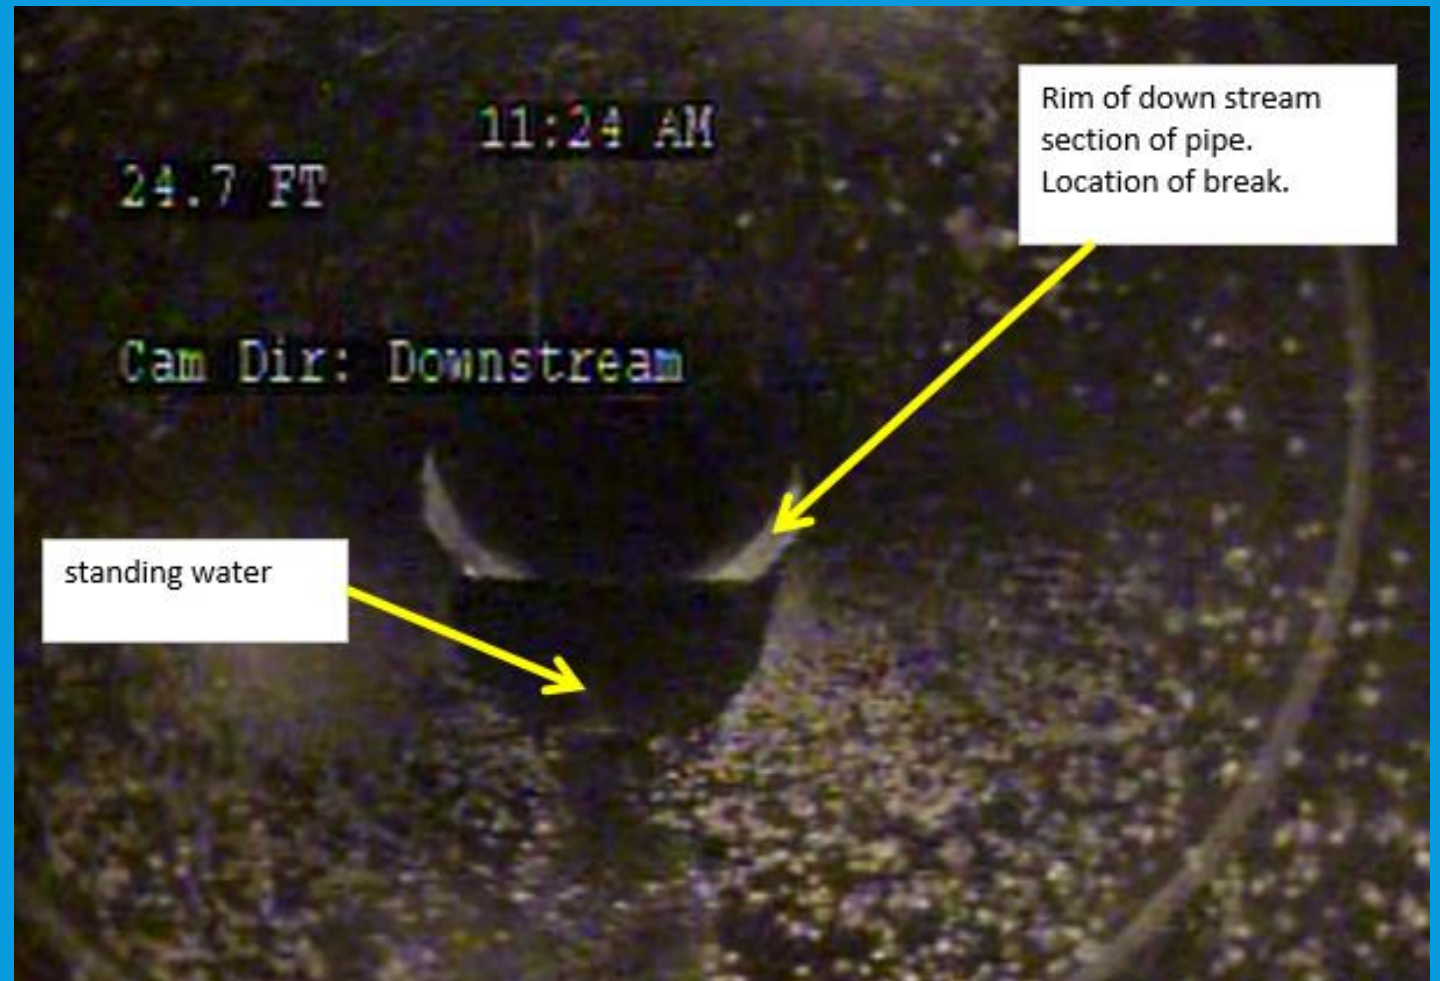 11:24 AM
24.7 FT
Cam Dir: Downstream
Rim of down stream
section of pipe.
Location of break.
standing water